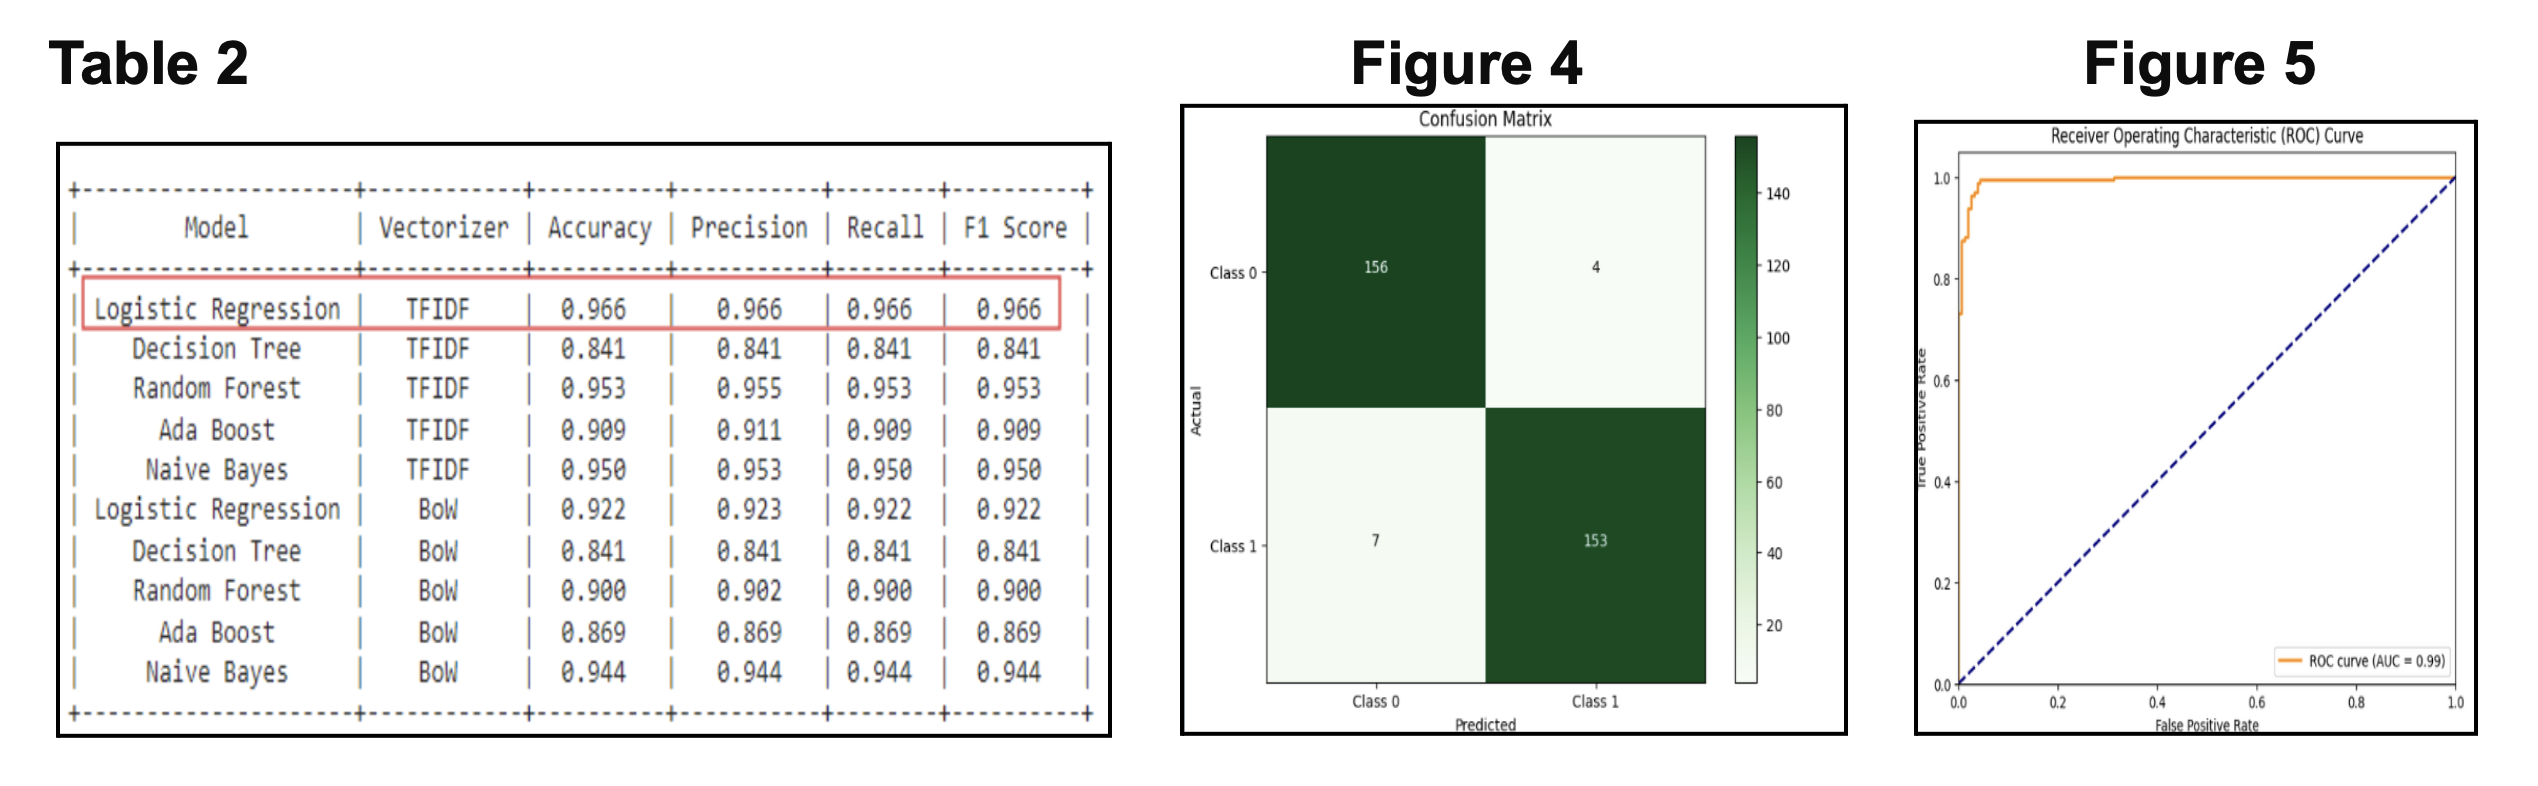 Table 2
Figure 4
Figure 5
+---------------------+------------+----------+-----------+--------+----------+
| Model | Vectorizer | Accuracy | Precision | Recall | F1 Score |
+---------------------+------------+----------+-----------+--------+----------+
| Logistic Regression | TFIDF | 0.966 | 0.966 | 0.966 | 0.966 |
| Decision Tree | TFIDF | 0.841 | 0.841 | 0.841 | 0.841 |
| Random Forest | TFIDF | 0.953 | 0.955 | 0.953 | 0.953 |
| Ada Boost | TFIDF | 0.909 | 0.911 | 0.909 | 0.909 |
| Naive Bayes | TFIDF | 0.950 | 0.953 | 0.950 | 0.950 |
| Logistic Regression | BoW | 0.922 | 0.923 | 0.922 | 0.922 |
| Decision Tree | BoW | 0.841 | 0.841 | 0.841 | 0.841 |
| Random Forest | BoW | 0.900 | 0.902 | 0.900 | 0.900 |
| Ada Boost | BoW | 0.869 | 0.869 | 0.869 | 0.869 |
| Naive Bayes | BoW | 0.944 | 0.944 | 0.944 | 0.944 |
+---------------------+------------+----------+-----------+--------+----------+
Confusion Matrix
Actual
Class 0
156
4
Class 1
7
153
Class 0
Class 1
Predicted
140
120
100
80
60
40
20
Receiver Operating Characteristic (ROC) Curve
True Positive Rate
1.0
0.8
0.6
0.4
0.2
0.0
ROC curve (AUC = 0.99)
0.0
0.2
0.4
0.6
0.8
1.0
False Positive Rate